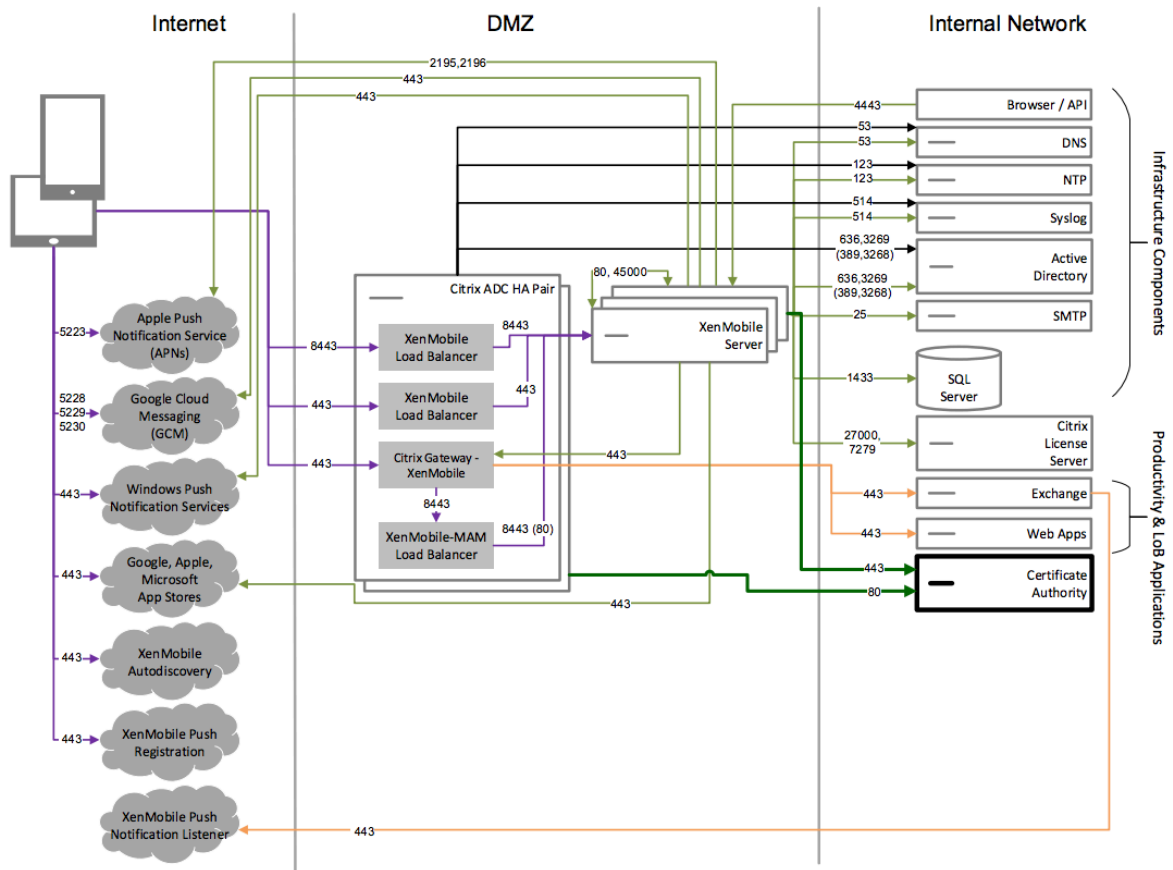 Internet
DMZ
Internal Network
2195,2196
443
443
4443
Browser / API
53
53
DNS
123
123
NTP
514
514
Syslog
636,3269
(389,3268)
636,3269
(389,3268)
Active
Directory
25
SMTP
1433
SQL
Server
27000,
7279
Citrix
License
Server
443
Exchange
443
Web Apps
443
80
Certificate
Authority
Infrastructure Components
Productivity & LoB Applications
Citrix ADC HA Pair
80, 45000
XenMobile
Server
8443
XenMobile
Load Balancer
8443
443
XenMobile
Load Balancer
443
443
Citrix Gateway -
XenMobile
443
8443
XenMobile-MAM
Load Balancer
8443 (80)
443
5223
Apple Push
Notification Service
(APNs)
5228
5229
5230
Google Cloud
Messaging
(GCM)
443
Windows Push
Notification Services
443
Google, Apple,
Microsoft
App Stores
443
XenMobile
Autodiscovery
443
XenMobile Push
Registration
XenMobile Push
Notification Listener
443